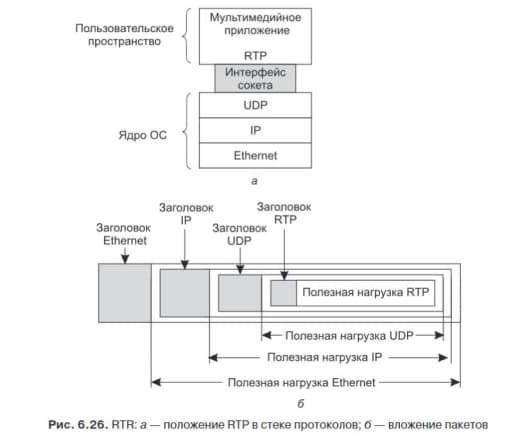 Пользовательское
пространство
Мультимедийное
приложение
RTP
Интерфейс
сокета
Ядро ОС
UDP
IP
Ethernet
а
Заголовок
Ethernet
Заголовок
IP
Заголовок
UDP
Заголовок
RTP
Полезная нагрузка RTP
Полезная нагрузка UDP
Полезная нагрузка IP
Полезная нагрузка Ethernet
б
Рис. 6.26. RTR: а — положение RTP в стеке протоколов; б — вложение пакетов